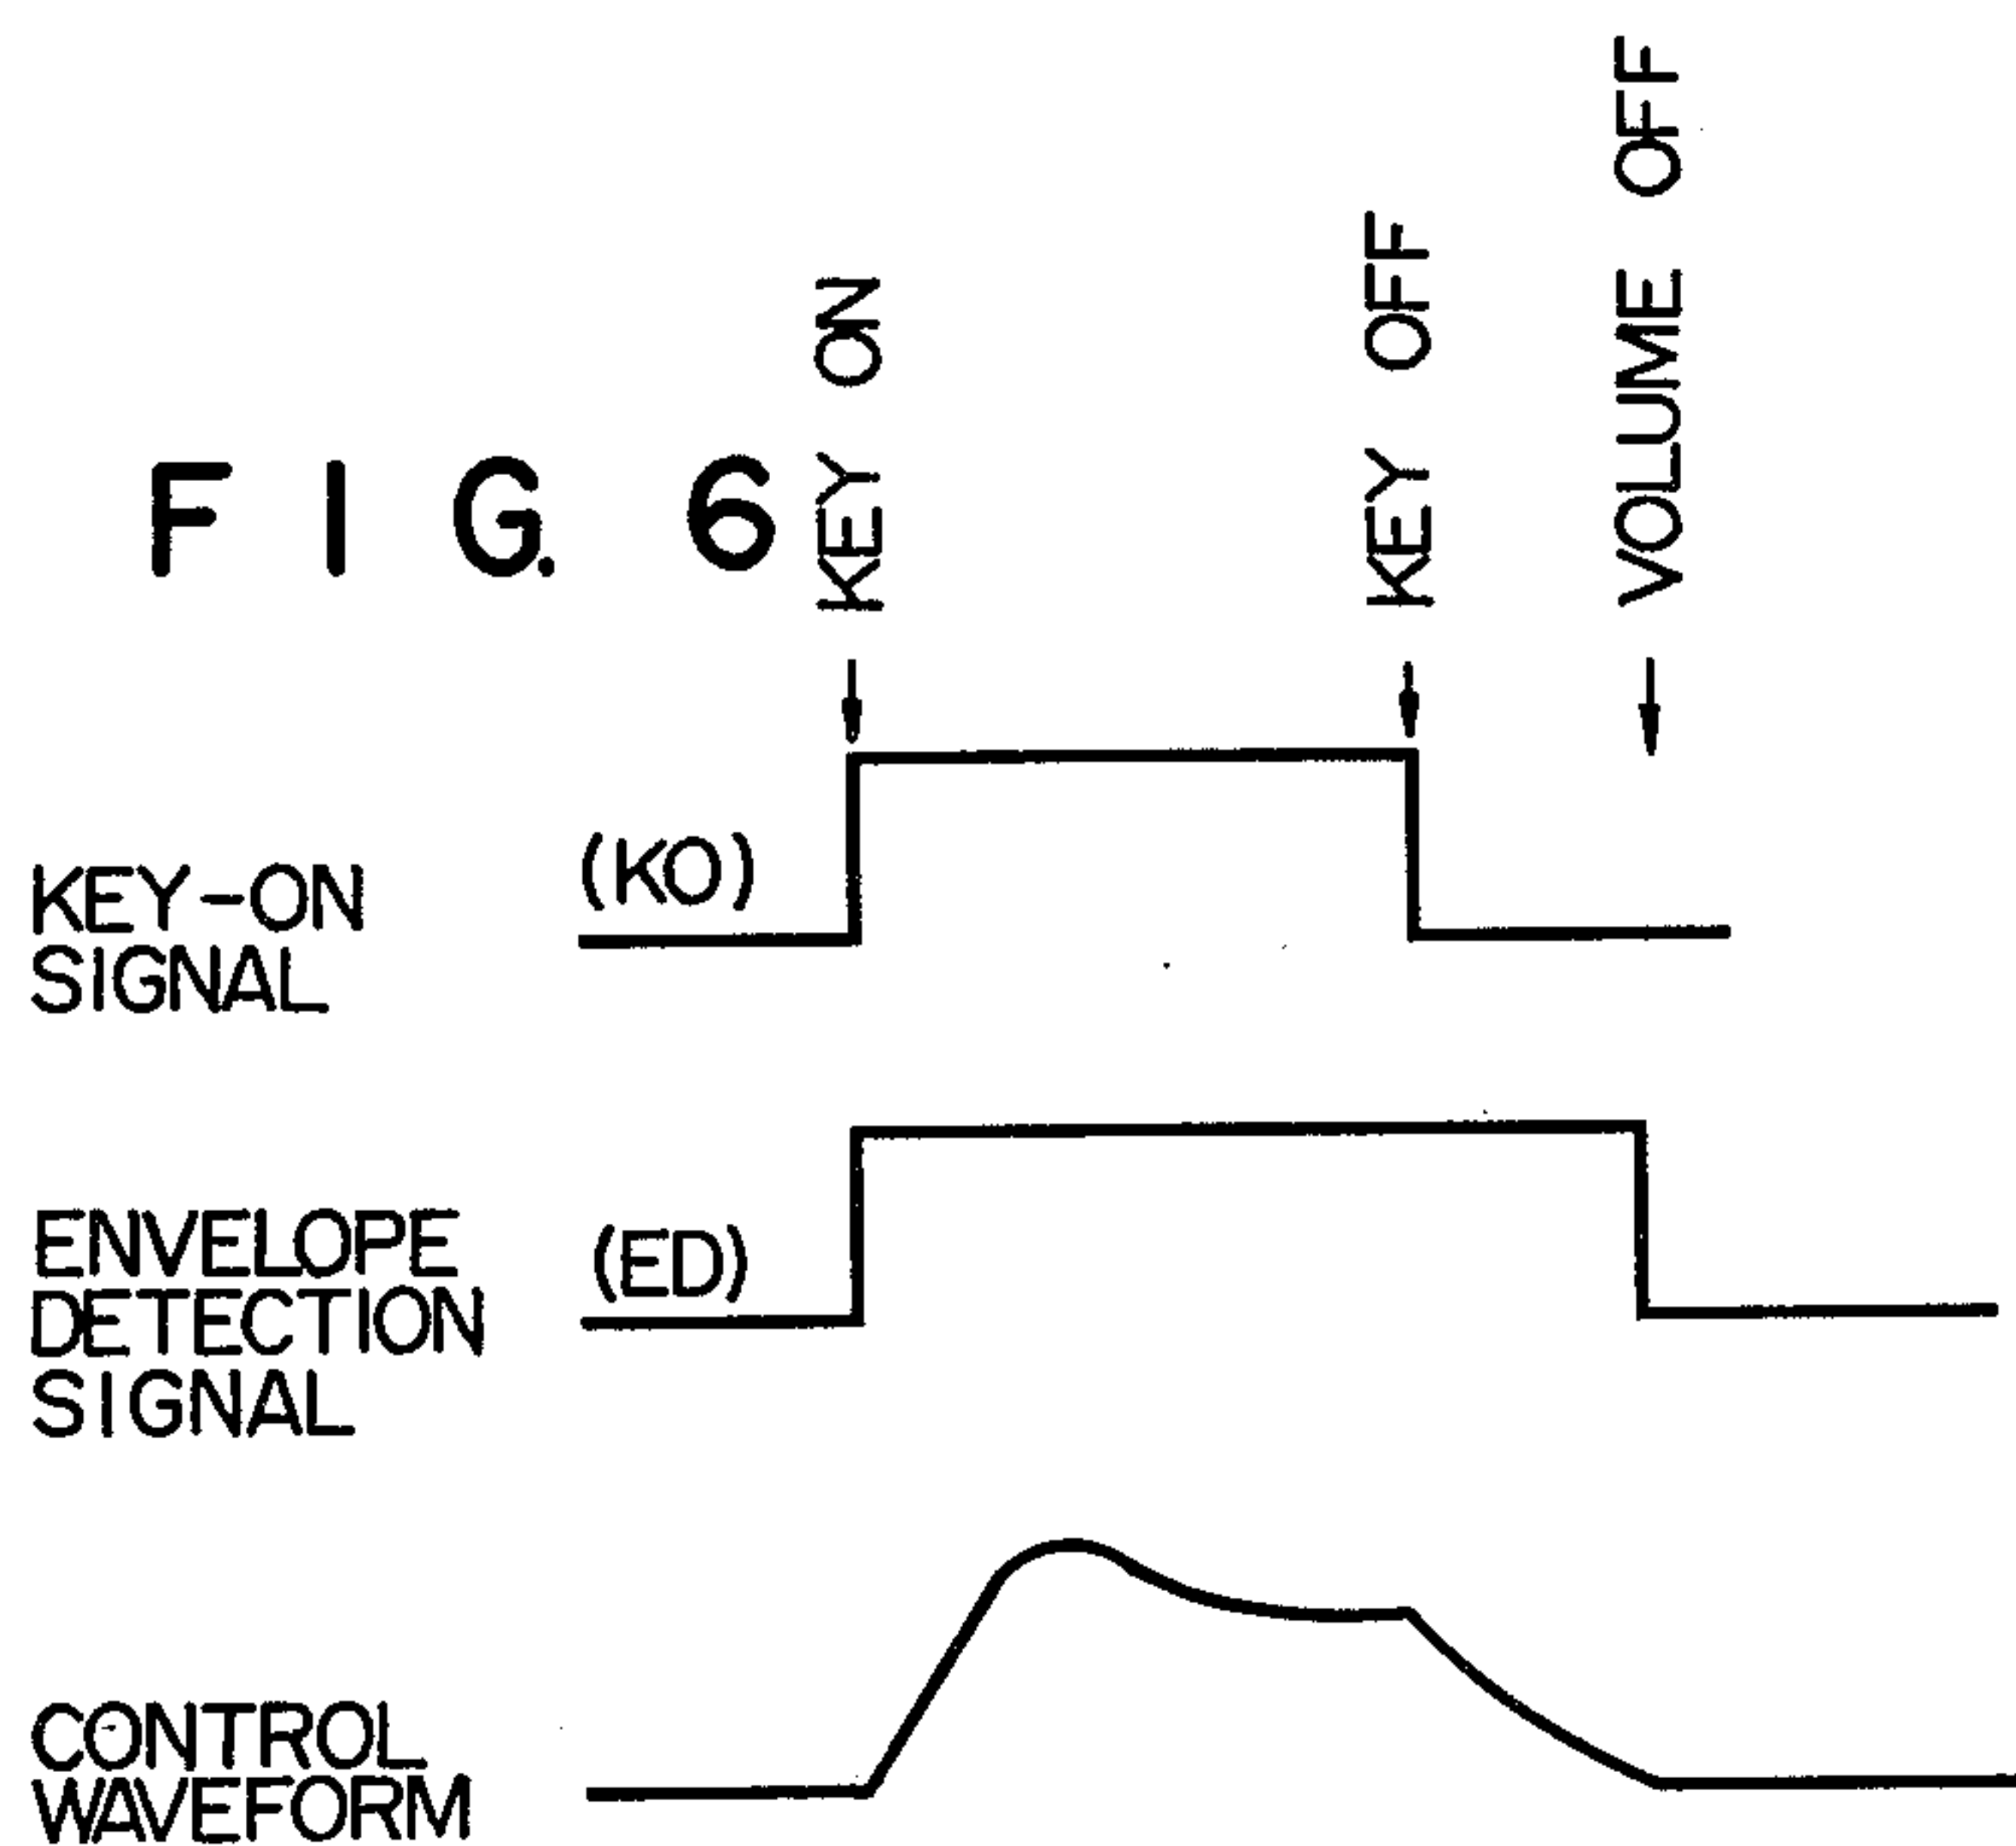 FIG. 6
KEY ON
KEY OFF
VOLUME OFF
KEY-ON
SIGNAL
(KO)
ENVELOPE
DETECTION
SIGNAL
(ED)
CONTROL
WAVEFORM